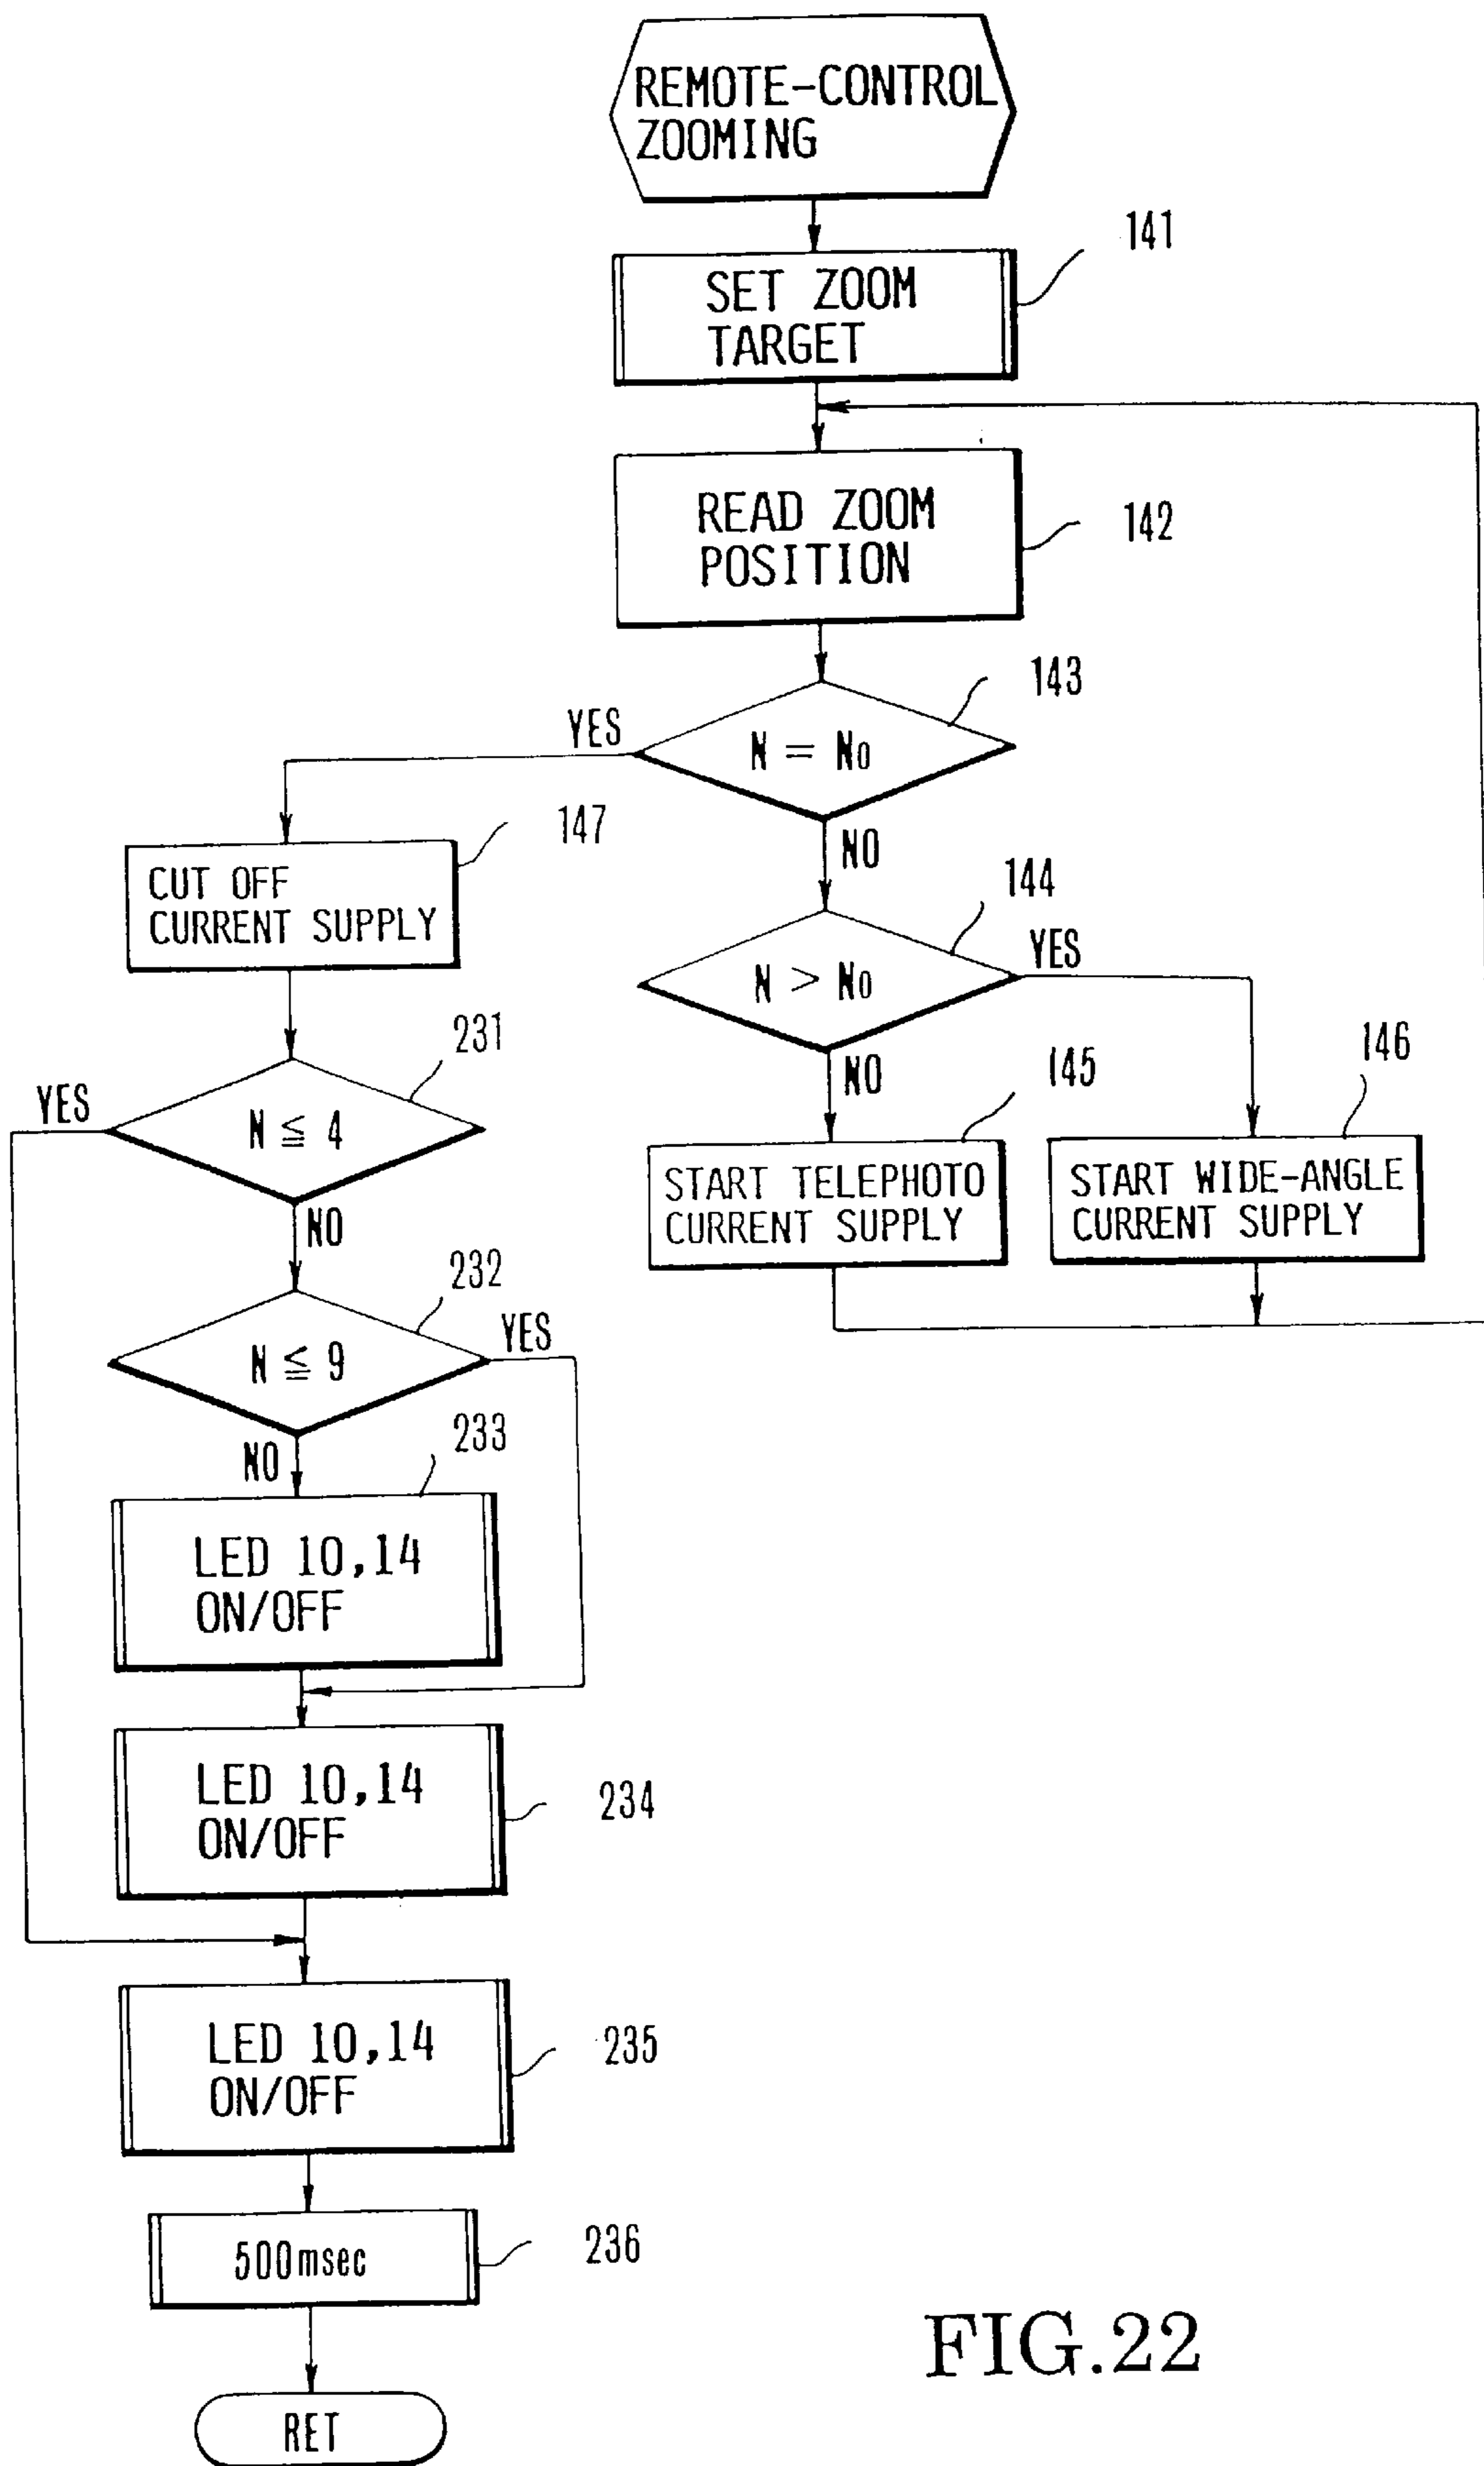 REMOTE-CONTROL
ZOOMING
141
SET ZOOM
TARGET
READ ZOOM
POSITION
142
143
YES
N = N0
NO
147
CUT OFF
CURRENT SUPPLY
144
N > N0
YES
NO
145
146
START TELEPHOTO
CURRENT SUPPLY
START WIDE-ANGLE
CURRENT SUPPLY
231
YES
N ≦ 4
NO
232
YES
N ≦ 9
NO
233
LED 10,14
ON/OFF
LED 10,14
ON/OFF
234
LED 10,14
ON/OFF
235
500msec
236
RET
FIG.22